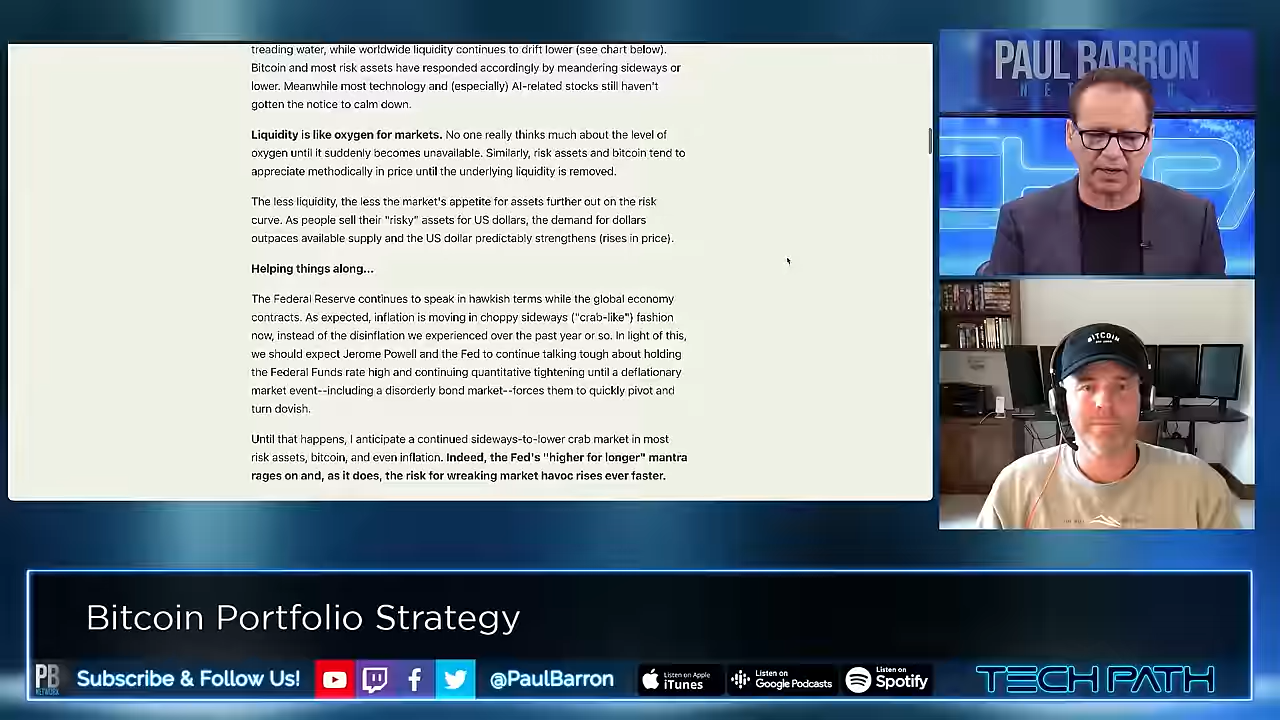 treading water, while worldwide liquidity continues to drift lower (see chart below).
Bitcoin and most risk assets have responded accordingly by meandering sideways or
lower. Meanwhile most technology and (especially) AI-related stocks still haven't
gotten the notice to calm down.
Liquidity is like oxygen for markets. No one really thinks much about the level of
oxygen until it suddenly becomes unavailable. Similarly, risk assets and bitcoin tend to
appreciate methodically in price until the underlying liquidity is removed.
The less liquidity, the less the market's appetite for assets further out on the risk
curve. As people sell their "risky" assets for US dollars, the demand for dollars
outpaces available supply and the US dollar predictably strengthens (rises in price).
Helping things along...
The Federal Reserve continues to speak in hawkish terms while the global economy
contracts. As expected, inflation is moving in choppy sideways ("crab-like") fashion
now, instead of the disinflation we experienced over the past year or so. In light of this,
we should expect Jerome Powell and the Fed to continue talking tough about holding
the Federal Funds rate high and continuing quantitative tightening until a deflationary
market event--including a disorderly bond market--forces them to quickly pivot and
turn dovish.
Until that happens, I anticipate a continued sideways-to-lower crab market in most
risk assets, bitcoin, and even inflation. Indeed, the Fed's "higher for longer" mantra
rages on and, as it does, the risk for wreaking market havoc rises ever faster.
PAUL BARRON
BITCOIN
Bitcoin Portfolio Strategy
PB
NETWORK
Subscribe & Follow Us!
@PaulBarron
Listen on Apple
iTunes
Listen on
Google Podcasts
Listen on
Spotify
TECH PATH